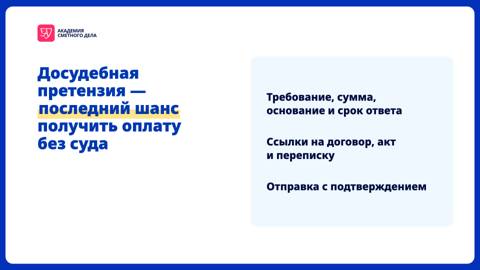 АКАДЕМИЯ
СМЕТНОГО ДЕЛА
Досудебная
претензия —
последний шанс
получить оплату
без суда
Требование, сумма,
основание и срок ответа
Ссылки на договор, акт
и переписку
Отправка с подтверждением